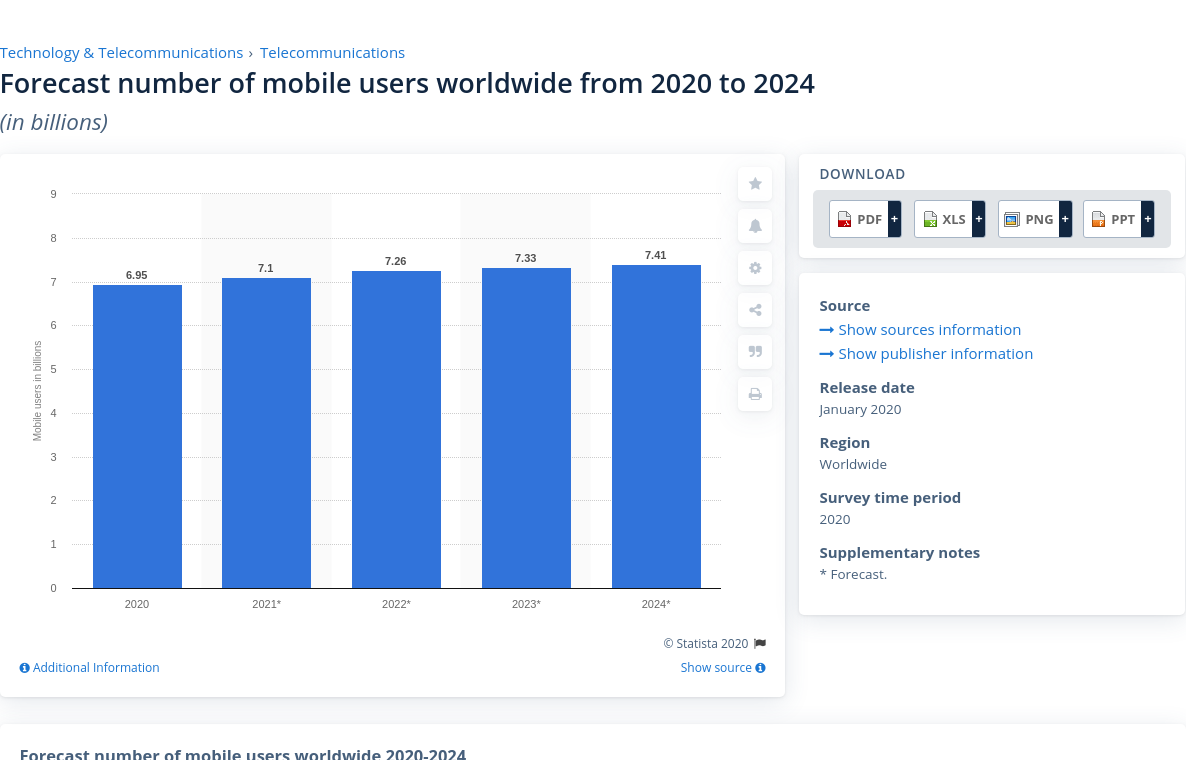 Technology & Telecommunications › Telecommunications
Forecast number of mobile users worldwide from 2020 to 2024
(in billions)
9
8
7
6
5
4
3
2
1
0
Mobile users in billions
6.95
7.1
7.26
7.33
7.41
2020
2021*
2022*
2023*
2024*
© Statista 2020
Additional Information
Show source
DOWNLOAD
PDF + XLS + PNG + PPT +
Source
Show sources information
Show publisher information
Release date
January 2020
Region
Worldwide
Survey time period
2020
Supplementary notes
* Forecast.
Forecast number of mobile users worldwide 2020-2024